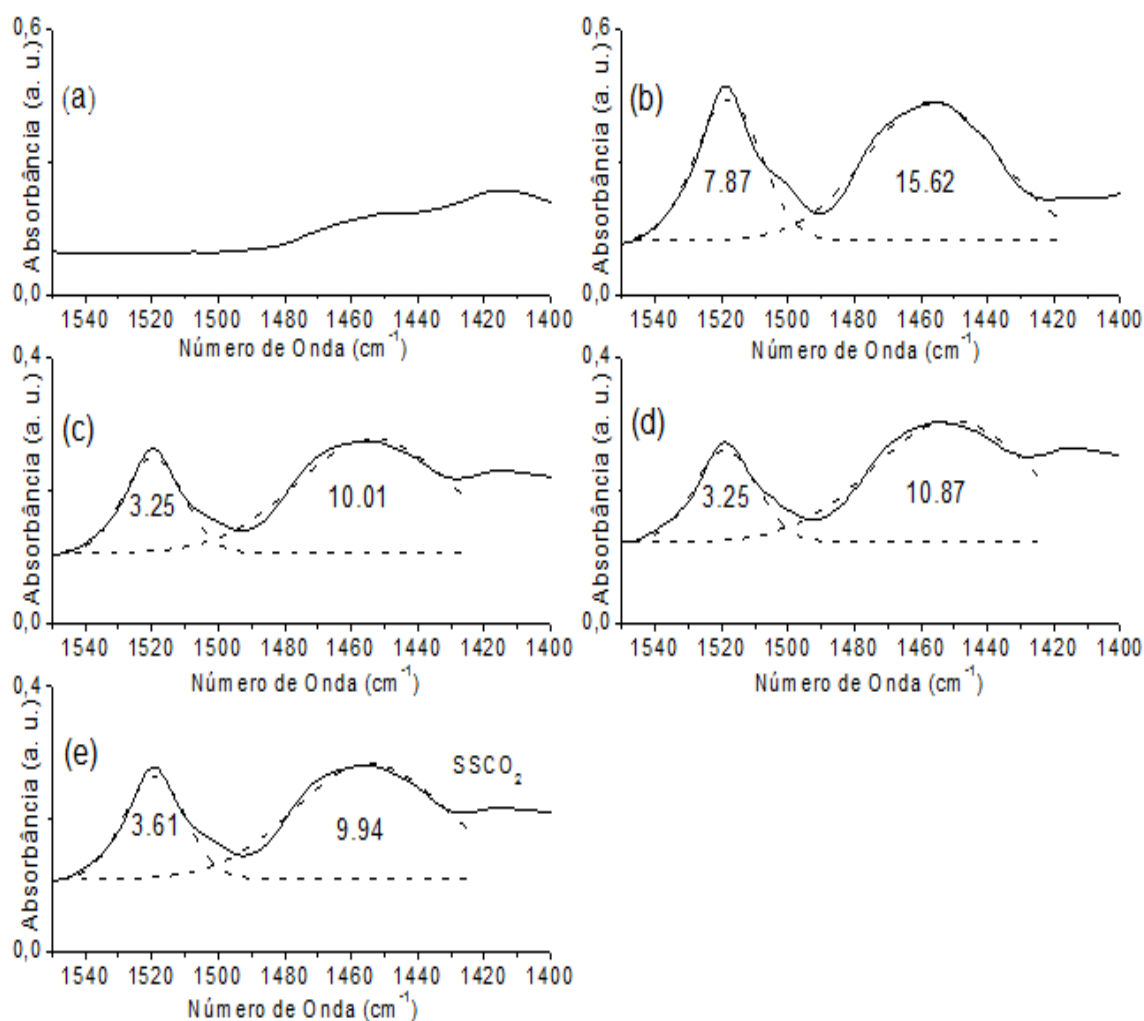 0,6
(a)
Absorbância (a. u.)
0,0
1540 1520 1500 1480 1460 1440 1420 1400
Número de Onda (cm-1)
0,6
(b)
7.87
15.62
Absorbância (a. u.)
0,0
1540 1520 1500 1480 1460 1440 1420 1400
Número de Onda (cm-1)
0,4
(c)
3.25
10.01
Absorbância (a. u.)
0,0
1540 1520 1500 1480 1460 1440 1420 1400
Número de Onda (cm-1)
0,4
(d)
3.25
10.87
Absorbância (a. u.)
0,0
1540 1520 1500 1480 1460 1440 1420 1400
Número de Onda (cm-1)
0,4
(e)
SSCO2
3.61
9.94
Absorbância (a. u.)
0,0
1540 1520 1500 1480 1460 1440 1420 1400
Número de Onda (cm-1)